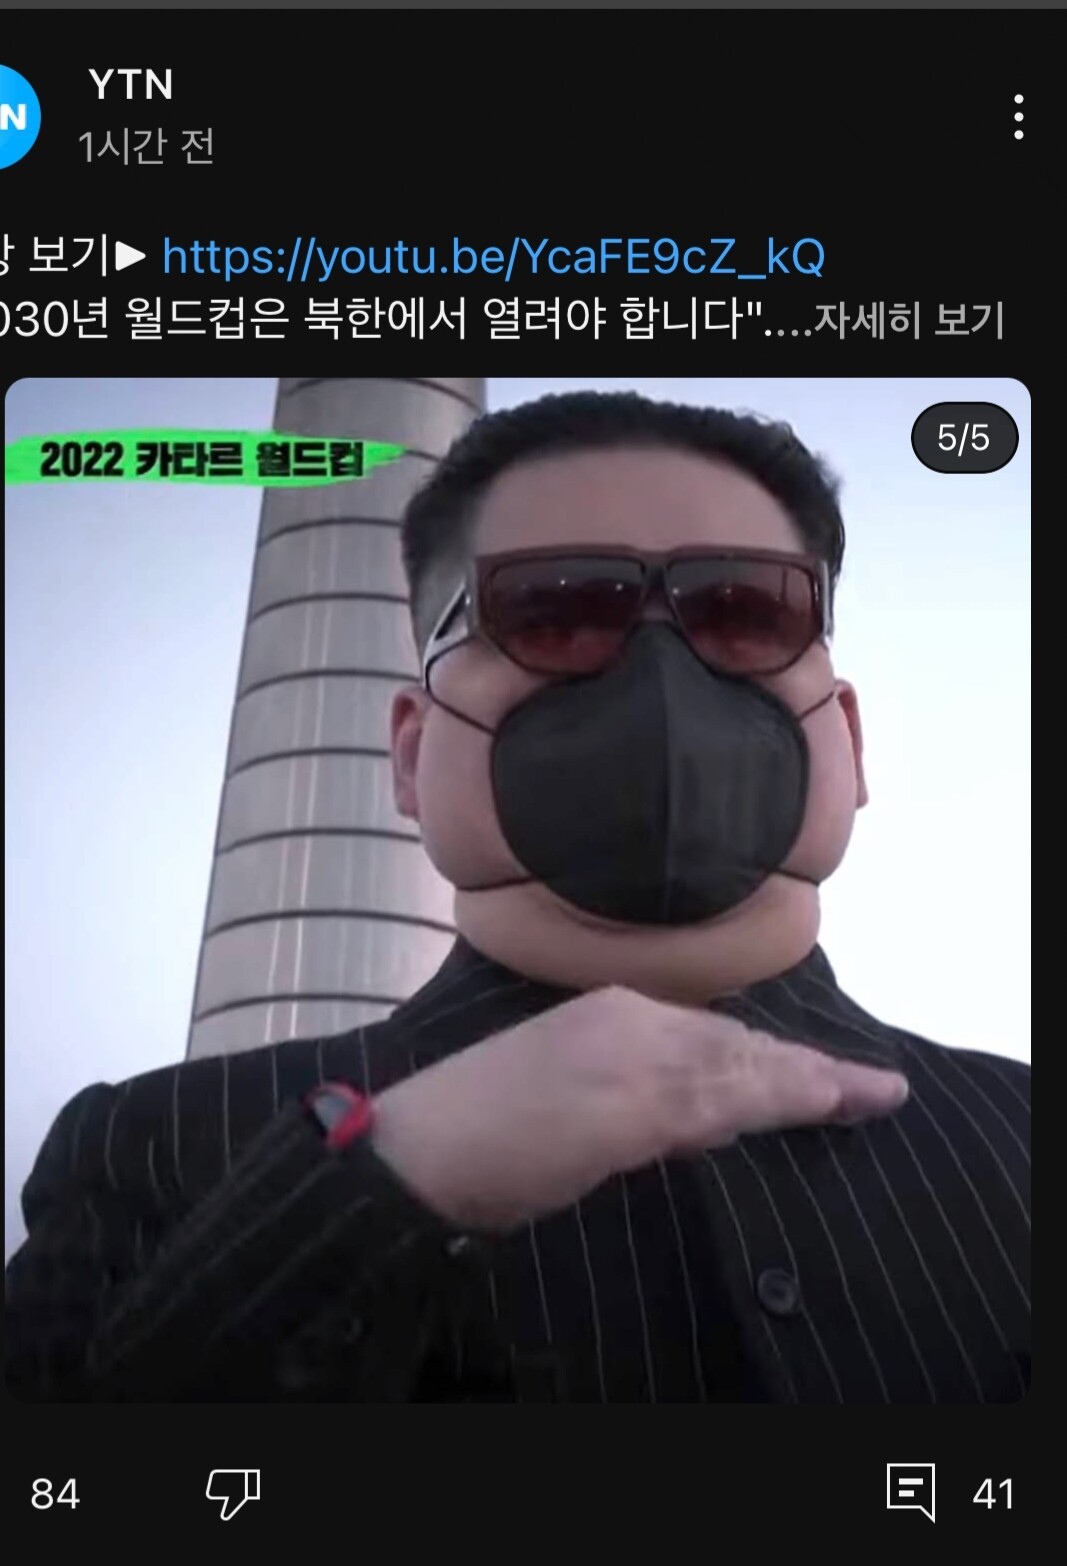 N
YTN
1시간 전
보기▶ https://youtu.be/YcaFE9cZ_kQ
030년 월드컵은 북한에서 열려야 합니다"....자세히 보기
2022 카타르 월드컵
5/5
84
41